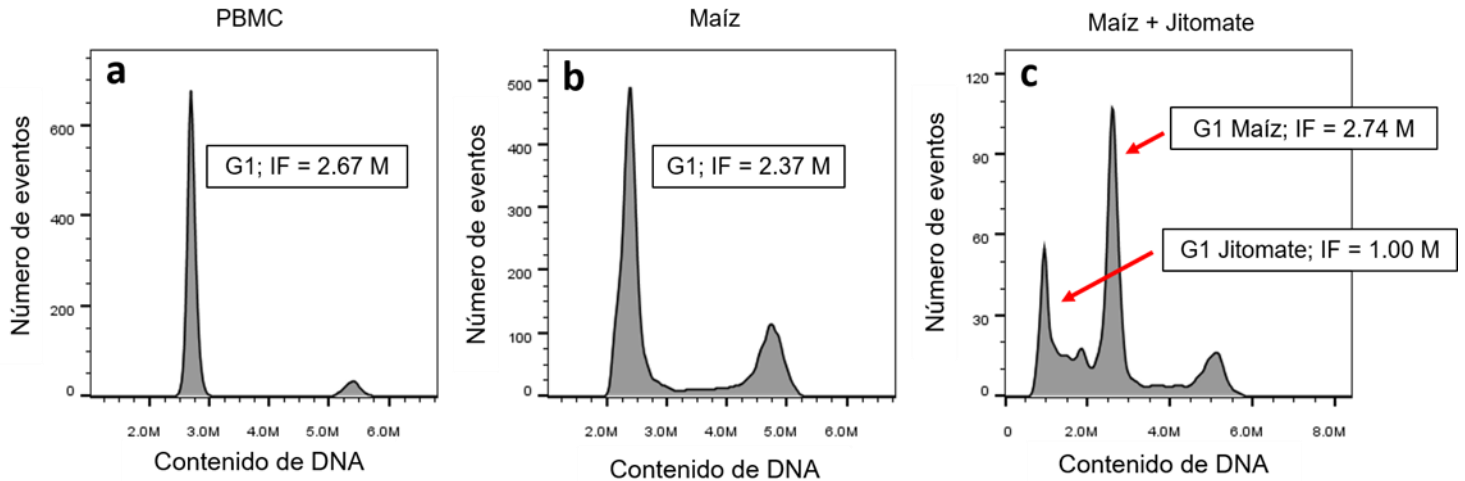 PBMC
a
Número de eventos
600
400
200
0
G1; IF = 2.67 M
2.0M 3.0M 4.0M 5.0M 6.0M
Contenido de DNA
Maíz
b
Número de eventos
500
400
300
200
100
0
G1; IF = 2.37 M
2.0M 3.0M 4.0M 5.0M 6.0M
Contenido de DNA
Maíz + Jitomate
c
Número de eventos
120
90
60
30
0
G1 Maíz; IF = 2.74 M
G1 Jitomate; IF = 1.00 M
0 2.0M 4.0M 6.0M 8.0M
Contenido de DNA